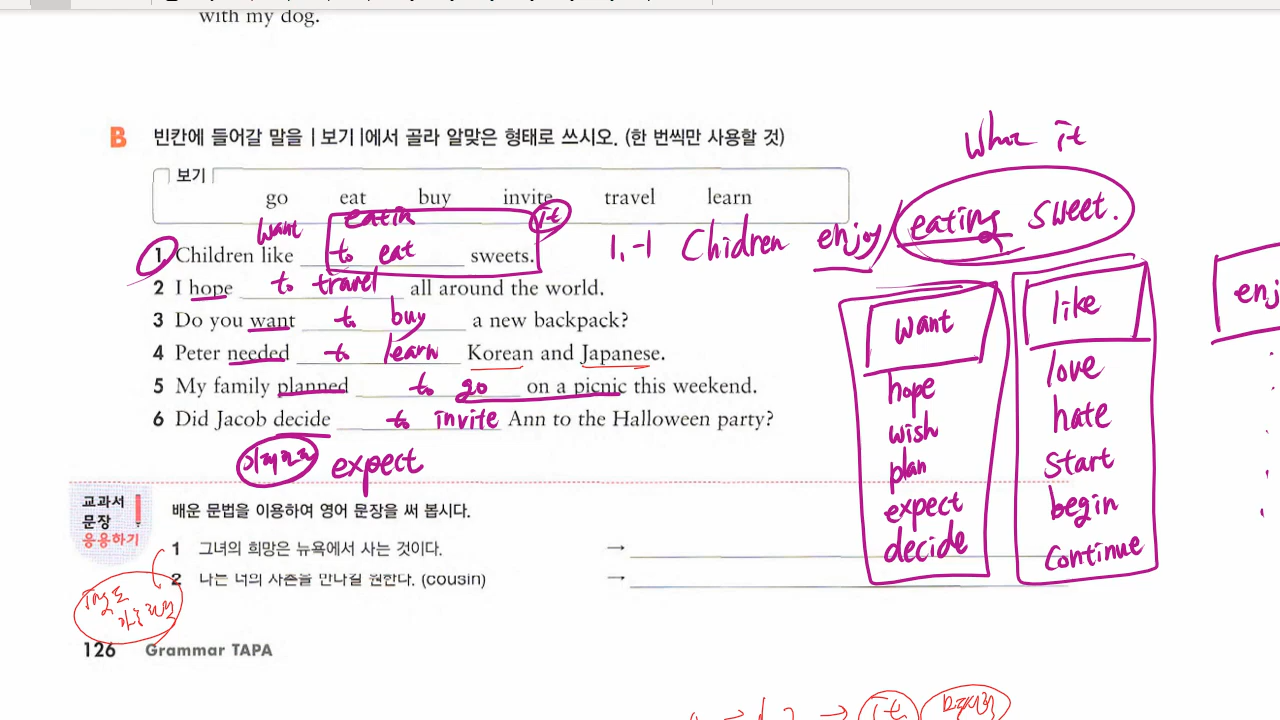 with my dog.
B 빈칸에 들어갈 말을 | 보기 |에서 골라 알맞은 형태로 쓰시오. (한 번씩만 사용할 것)
보기
go eat buy invite travel learn
it
want
1 Children like to eat sweets.
2 I hope to travel all around the world.
3 Do you want to buy a new backpack?
4 Peter needed to learn Korean and Japanese.
5 My family planned to go on a picnic this weekend.
6 Did Jacob decide to invite Ann to the Halloween party?
expect
it
1.-1 Chidren enjoy eating sweet.
want
hope
wish
plan
expect
decide
like
love
hate
start
begin
continue
enj
교과서
문장
응용하기
배운 문법을 이용하여 영어 문장을 써 봅시다.
1 그녀의 희망은 뉴욕에서 사는 것이다. →
2 나는 너의 사촌을 만나길 원한다. (cousin) →
126 Grammar TAPA
it